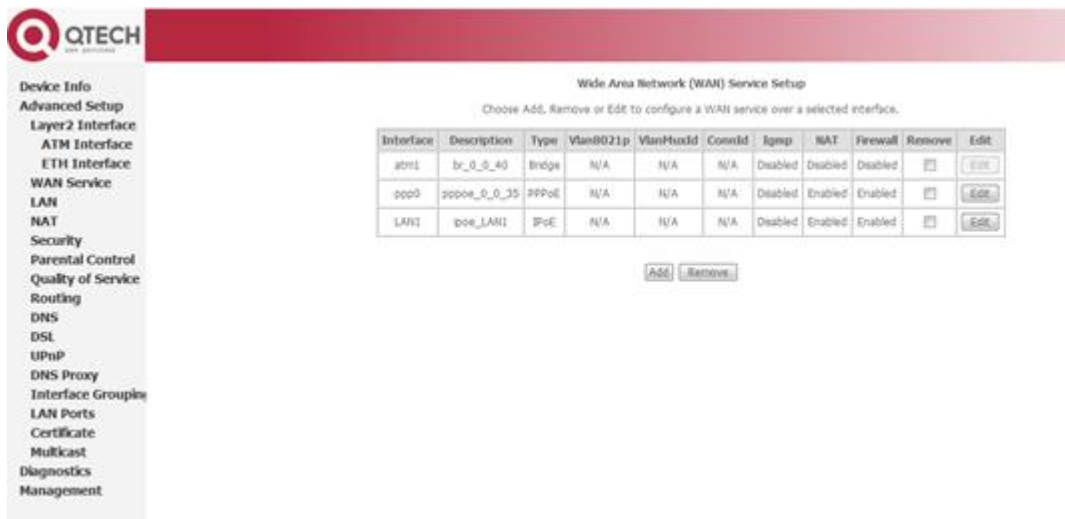 QTECH
Device Info
Advanced Setup
Layer2 Interface
ATM Interface
ETH Interface
WAN Service
LAN
NAT
Security
Parental Control
Quality of Service
Routing
DNS
DSL
UPnP
DNS Proxy
Interface Grouping
LAN Ports
Certificate
Multicast
Diagnostics
Management
Wide Area Network (WAN) Service Setup
Choose Add, Remove or Edit to configure a WAN service over a selected interface.
Interface Description Type Vlan8021p VlanMuxId ConnId Igmp NAT Firewall Remove Edit
atm1 br_0_0_40 Bridge N/A N/A N/A Disabled Disabled Disabled Edit
ppp0 pppoe_0_0_35 PPPoE N/A N/A N/A Disabled Enabled Enabled Edit
LAN1 ipoe_LAN1 IPoE N/A N/A N/A Disabled Enabled Enabled Edit
Add Remove